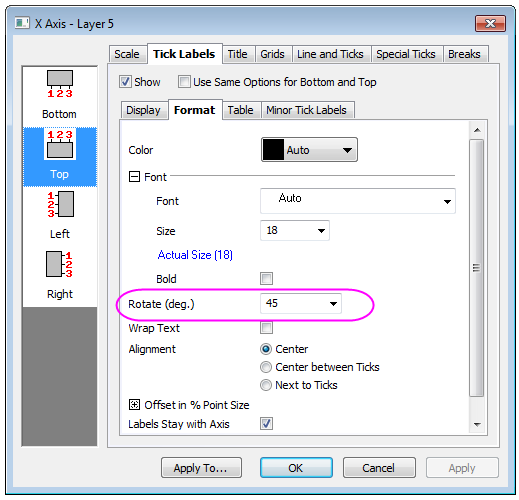 X Axis - Layer 5
Scale Tick Labels Title Grids Line and Ticks Special Ticks Breaks
Show Use Same Options for Bottom and Top
1 2 3
Bottom
1 2 3
Top
1
2
3
Left
1
2
3
Right
Display Format Table Minor Tick Labels
Color Auto
Font
Font Auto
Size 18
Actual Size (18)
Bold
Rotate (deg.) 45
Wrap Text
Alignment Center
Center between Ticks
Next to Ticks
Offset in % Point Size
Labels Stay with Axis
Apply To... OK Cancel Apply